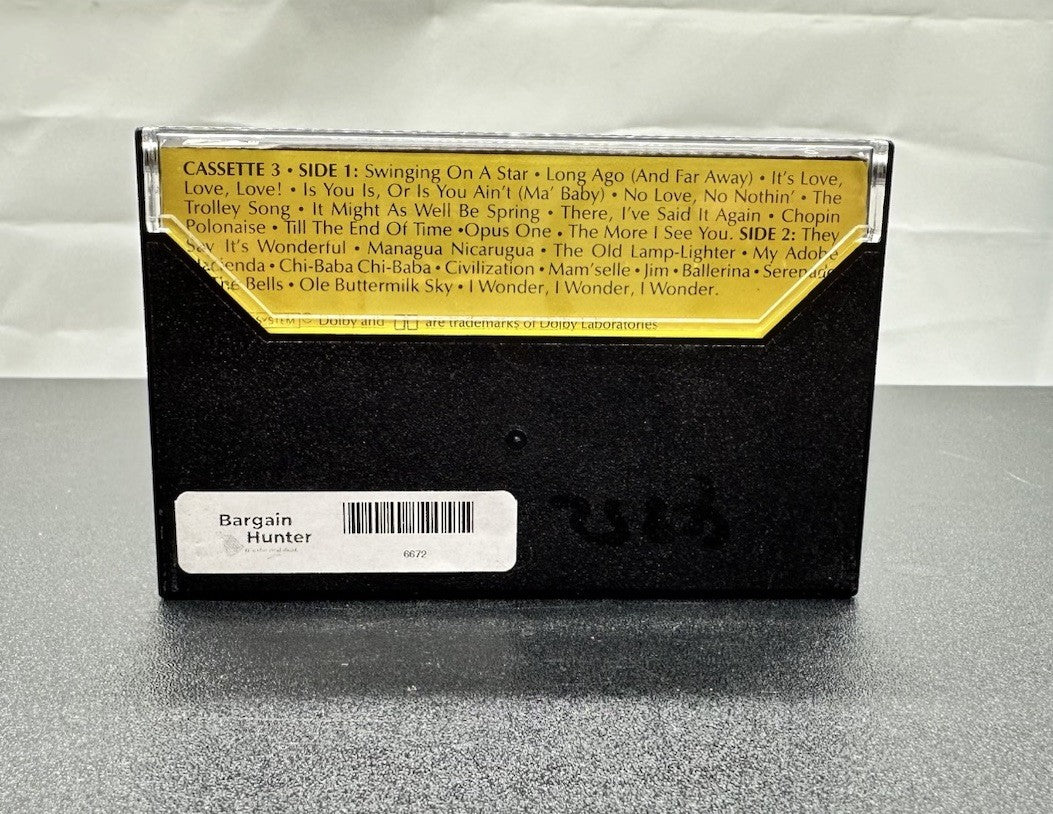 CASSETTE 3 • SIDE 1: Swinging On A Star • Long Ago (And Far Away) • It's Love,
Love, Love! • Is You Is, Or Is You Ain't (Ma' Baby) • No Love, No Nothin' • The
Trolley Song • It Might As Well Be Spring • There, I've Said It Again • Chopin
Polonaise • Till The End Of Time •Opus One • The More I See You. SIDE 2: They
Say It's Wonderful • Managua Nicarugua • The Old Lamp-Lighter • My Adobe
Hacienda • Chi-Baba Chi-Baba • Civilization • Mam'selle • Jim • Ballerina • Serenade
The Bells • Ole Buttermilk Sky • I Wonder, I Wonder, I Wonder.
SYSTEM Dolby and are trademarks of Dolby Laboratories
Bargain
Hunter
6672